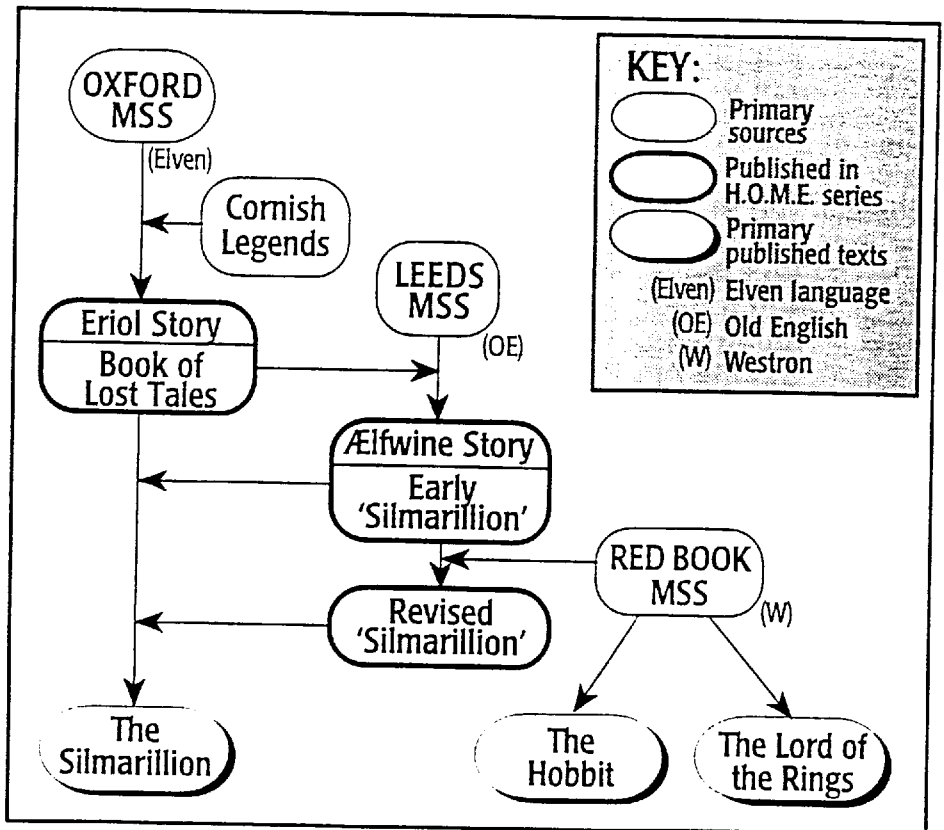 OXFORD
MSS
(Elven)
Cornish
Legends
LEEDS
MSS
(OE)
Eriol Story
Book of
Lost Tales
Ælfwine Story
Early
'Silmarillion'
RED BOOK
MSS
(W)
Revised
'Silmarillion'
The
Silmarillion
The
Hobbit
The Lord of
the Rings
KEY:
Primary
sources
Published in
H.O.M.E. series
Primary
published texts
(Elven) Elven language
(OE) Old English
(W) Westron